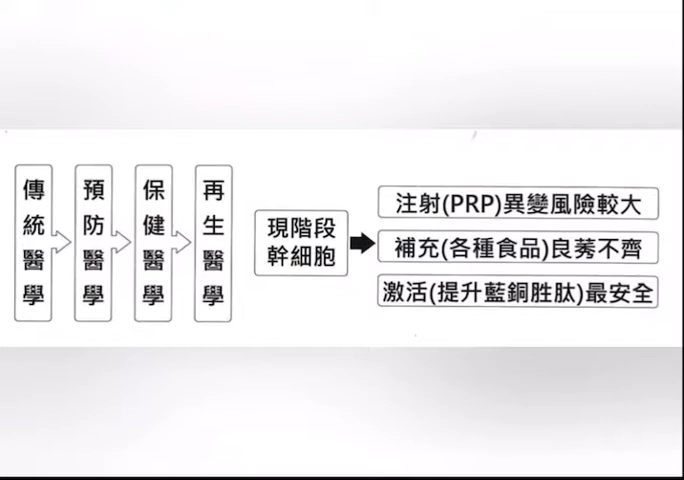 傳統醫學
預防醫學
保健醫學
再生醫學
現階段
幹細胞
注射(PRP)異變風險較大
補充(各種食品)良莠不齊
激活(提升藍銅胜肽)最安全